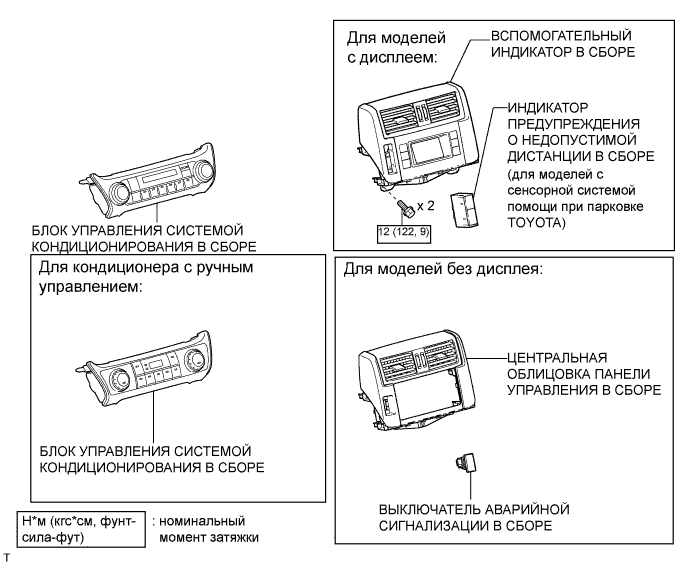 Для моделей
с дисплеем:
ВСПОМОГАТЕЛЬНЫЙ
ИНДИКАТОР В СБОРЕ
ИНДИКАТОР
ПРЕДУПРЕЖДЕНИЯ
О НЕДОПУСТИМОЙ
ДИСТАНЦИИ В СБОРЕ
(для моделей с
сенсорной системой
помощи при парковке
TOYOTA)
x 2
12 (122, 9)
БЛОК УПРАВЛЕНИЯ СИСТЕМОЙ
КОНДИЦИОНИРОВАНИЯ В СБОРЕ
Для кондиционера с ручным
управлением:
БЛОК УПРАВЛЕНИЯ СИСТЕМОЙ
КОНДИЦИОНИРОВАНИЯ В СБОРЕ
Для моделей без дисплея:
ЦЕНТРАЛЬНАЯ
ОБЛИЦОВКА ПАНЕЛИ
УПРАВЛЕНИЯ В СБОРЕ
ВЫКЛЮЧАТЕЛЬ АВАРИЙНОЙ
СИГНАЛИЗАЦИИ В СБОРЕ
Н*м (кгс*см, фунт-
сила-фут)
: номинальный
момент затяжки
T